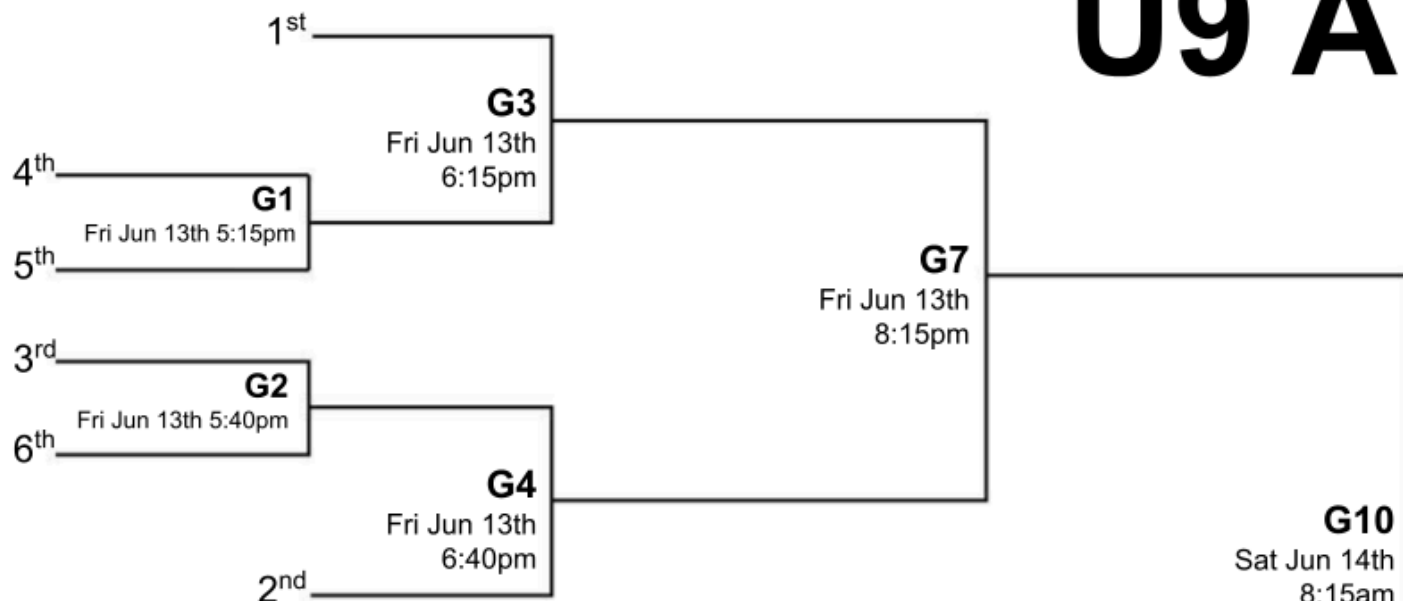 U9 A
1st
G3
Fri Jun 13th
6:15pm
4th
G1
Fri Jun 13th 5:15pm
5th
G7
Fri Jun 13th
8:15pm
3rd
G2
Fri Jun 13th 5:40pm
6th
G4
Fri Jun 13th
6:40pm
2nd
G10
Sat Jun 14th
8:15am